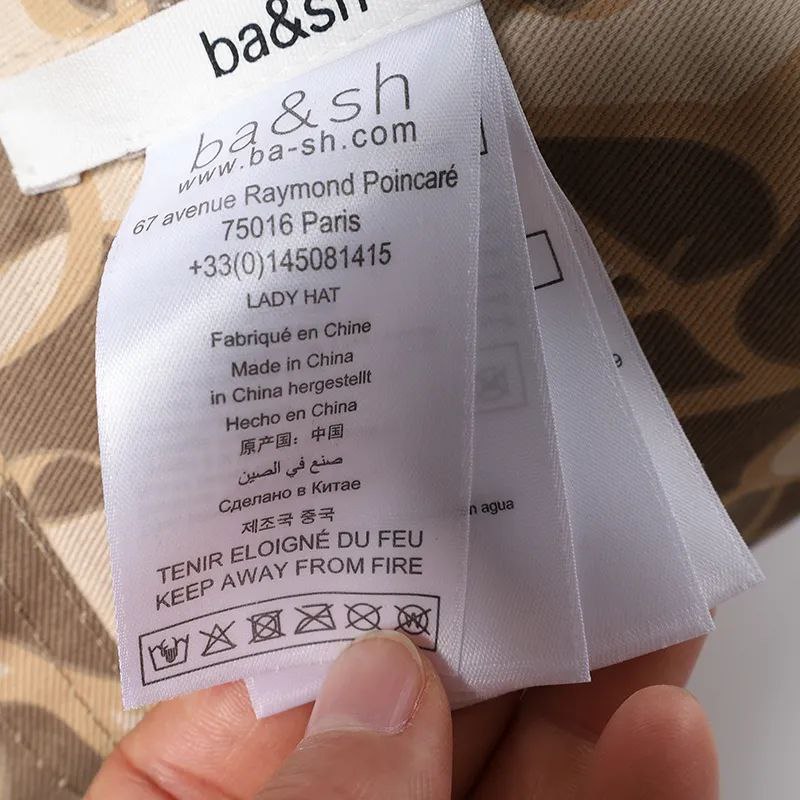 ba&sh
ba&sh
www.ba-sh.com
67 avenue Raymond Poincaré
75016 Paris
+33(0)145081415
LADY HAT
Fabriqué en Chine
Made in China
in China hergestellt
Hecho en China
原产国：中国
صنع في الصين
Сделано в Китае
제조국 중국
TENIR ELOIGNÉ DU FEU
KEEP AWAY FROM FIRE
W
agua